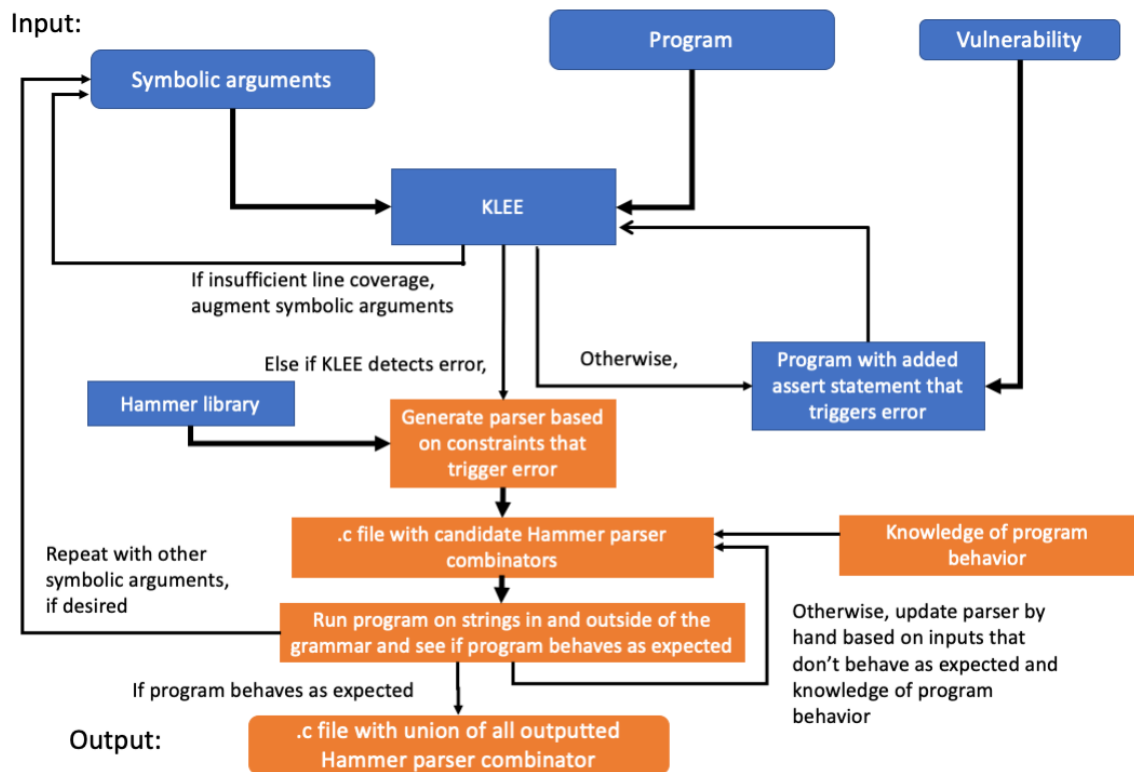 Input:
Program
Vulnerability
Symbolic arguments
KLEE
If insufficient line coverage,
augment symbolic arguments
Else if KLEE detects error,
Otherwise,
Program with added
assert statement that
triggers error
Hammer library
Generate parser based
on constraints that
trigger error
.c file with candidate Hammer parser
combinators
Knowledge of program
behavior
Repeat with other
symbolic arguments,
if desired
Run program on strings in and outside of the
grammar and see if program behaves as expected
Otherwise, update parser by
hand based on inputs that
don’t behave as expected and
knowledge of program
behavior
If program behaves as expected
Output:
.c file with union of all outputted
Hammer parser combinator